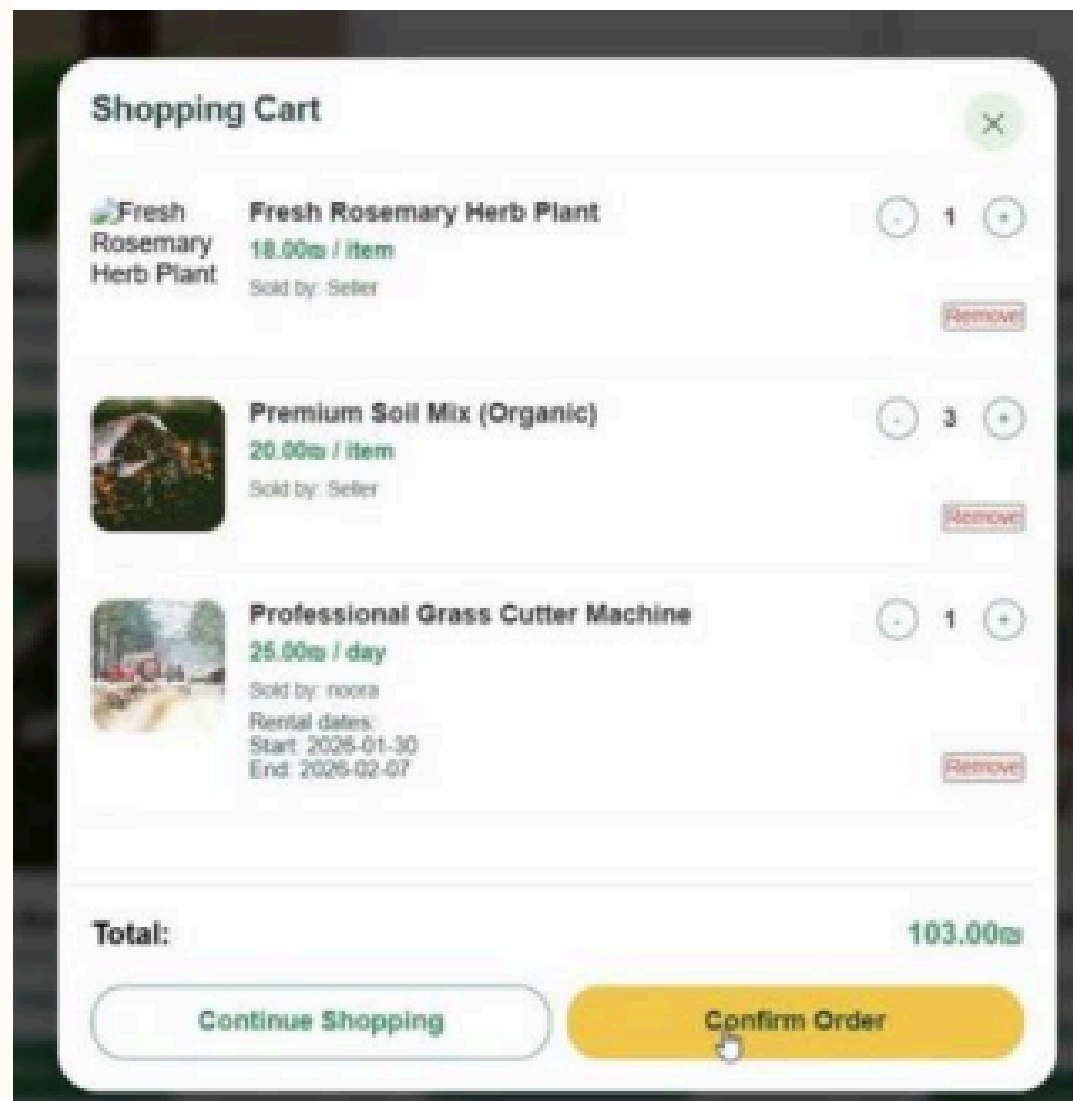 Shopping Cart
×
Fresh
Rosemary
Herb Plant
Fresh Rosemary Herb Plant
18.00₪ / item
Sold by: Seller
- 1 +
Remove
Premium Soil Mix (Organic)
20.00₪ / item
Sold by: Seller
- 3 +
Remove
Professional Grass Cutter Machine
25.00₪ / day
Sold by: noora
Rental dates:
Start: 2026-01-30
End: 2026-02-07
- 1 +
Remove
Total:
103.00₪
Continue Shopping
Confirm Order